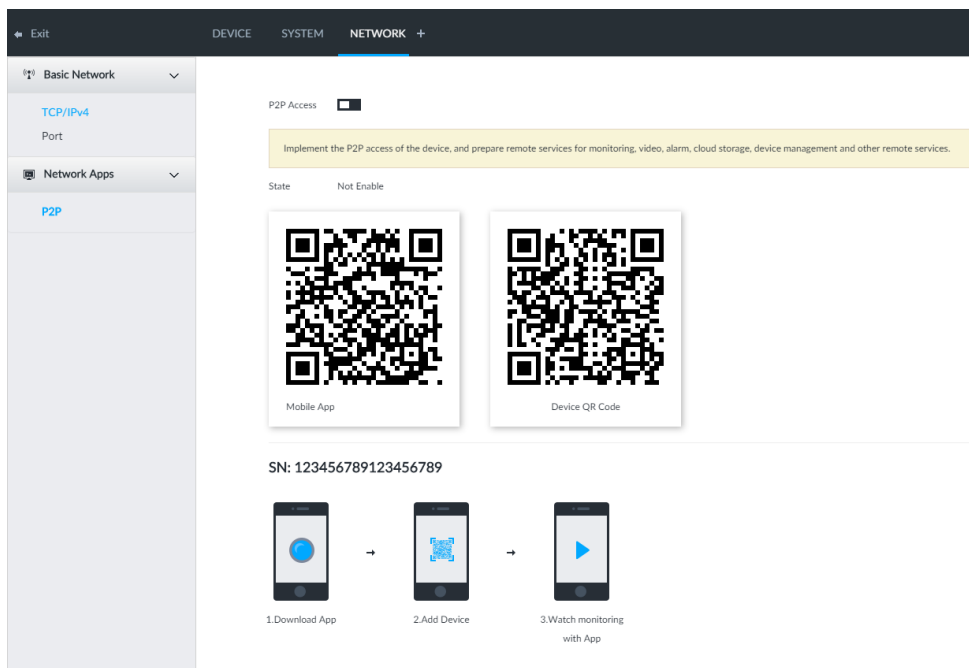 Exit
DEVICE SYSTEM NETWORK +
Basic Network
TCP/IPv4
Port
Network Apps
P2P
P2P Access
Implement the P2P access of the device, and prepare remote services for monitoring, video, alarm, cloud storage, device management and other remote services.
State Not Enable
Mobile App
Device QR Code
SN: 123456789123456789
1.Download App
2.Add Device
3.Watch monitoring
with App